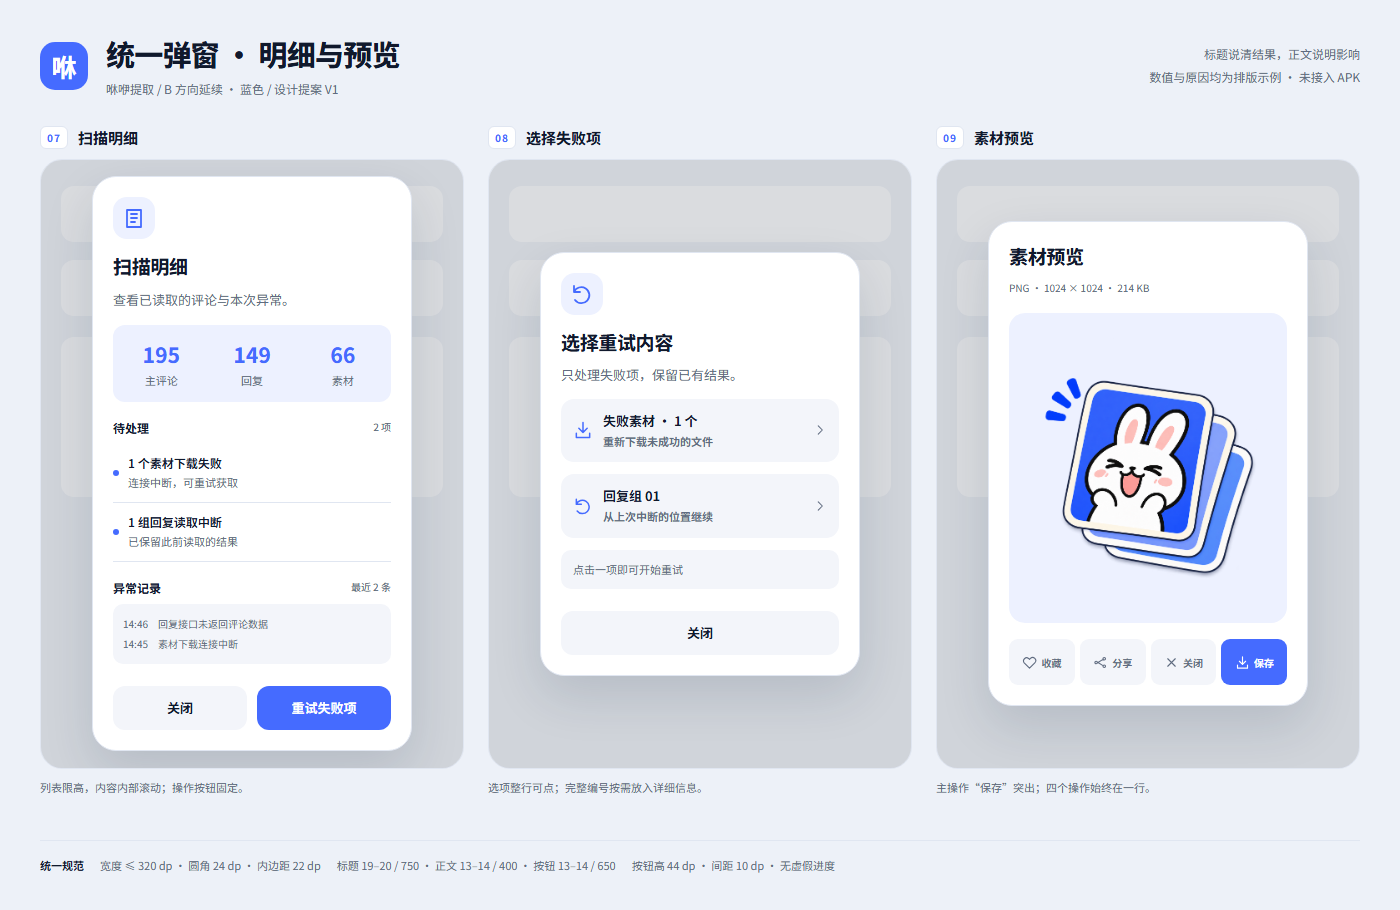 咻
统一弹窗 · 明细与预览
咻咿提取 / B 方向延续 · 蓝色 / 设计提案 V1
标题说清结果，正文说明影响
数值与原因均为排版示例 · 未接入 APK
07 扫描明细
扫描明细
查看已读取的评论与本次异常。
195 149 66
主评论 回复 素材
待处理 2 项
1 个素材下载失败
连接中断，可重试获取
1 组回复读取中断
已保留此前读取的结果
异常记录 最近 2 条
14:46 回复接口未返回评论数据
14:45 素材下载连接中断
关闭 重试失败项
列表限高，内容内部滚动；操作按钮固定。
08 选择失败项
选择重试内容
只处理失败项，保留已有结果。
失败素材 · 1 个
重新下载未成功的文件
回复组 01
从上次中断的位置继续
点击一项即可开始重试
关闭
选项整行可点；完整编号按需放入详细信息。
09 素材预览
素材预览
PNG · 1024 × 1024 · 214 KB
收藏 分享 关闭 保存
主操作“保存”突出；四个操作始终在一行。
统一规范 宽度 ≤ 320 dp · 圆角 24 dp · 内边距 22 dp 标题 19–20 / 750 · 正文 13–14 / 400 · 按钮 13–14 / 650 按钮高 44 dp · 间距 10 dp · 无虚假进度